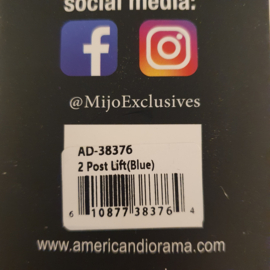 social media:
@MijoExclusives
AD-38376
2 Post Lift(Blue)
6 10877 38376 4
www.americandiorama.com